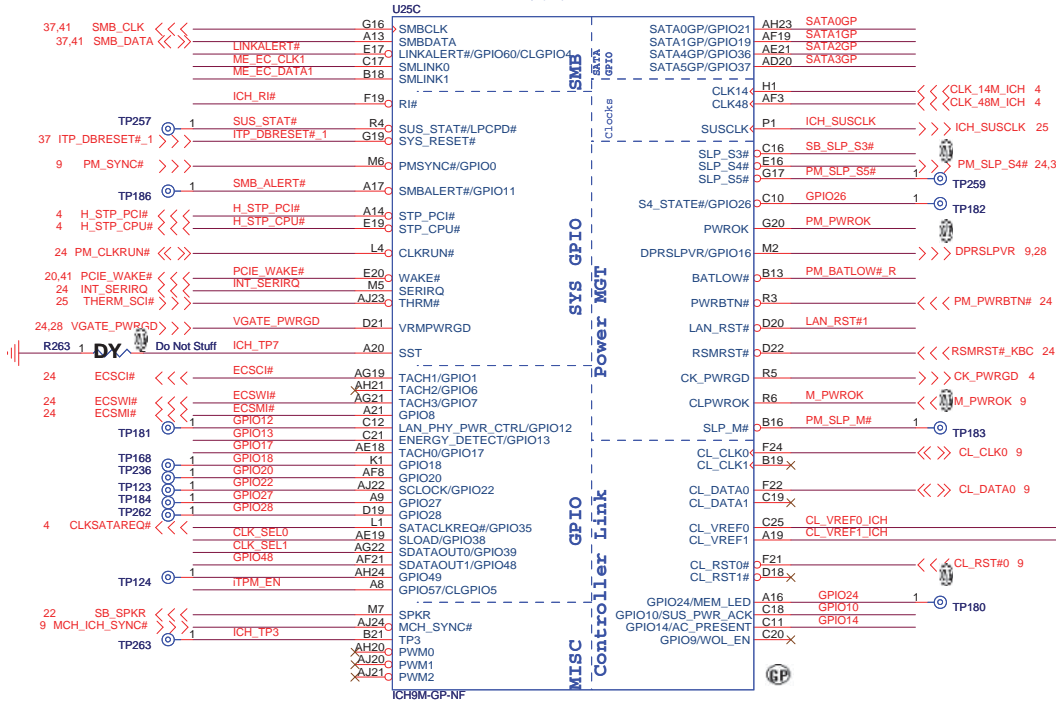 U25C
37,41 SMB_CLK G16 SMBCLK
37,41 SMB_DATA A13 SMBDATA
LINKALERT# E17 LINKALERT#/GPIO60/CLGPIO4
ME_EC_CLK1 C17 SMLINK0
ME_EC_DATA1 B18 SMLINK1
ICH_RI# F19 RI#
TP257 1 SUS_STAT# R4 SUS_STAT#/LPCPD#
37 ITP_DBRESET#_1 ITP_DBRESET#_1 G19 SYS_RESET#
9 PM_SYNC# M6 PMSYNC#/GPIO0
TP186 1 SMB_ALERT# A17 SMBALERT#/GPIO11
4 H_STP_PCI# H_STP_PCI# A14 STP_PCI#
4 H_STP_CPU# H_STP_CPU# E19 STP_CPU#
24 PM_CLKRUN# L4 CLKRUN#
20,41 PCIE_WAKE# PCIE_WAKE# E20 WAKE#
24 INT_SERIRQ INT_SERIRQ M5 SERIRQ
25 THERM_SCI# AJ23 THRM#
24,28 VGATE_PWRGD VGATE_PWRGD D21 VRMPWRGD
R263 1 DY Do Not Stuff ICH_TP7 A20 SST
24 ECSCI# ECSCI# AG19 TACH1/GPIO1
AH21 TACH2/GPIO6
24 ECSWI# ECSWI# AG21 TACH3/GPIO7
24 ECSMI# ECSMI# A21 GPIO8
TP181 1 GPIO12 C12 LAN_PHY_PWR_CTRL/GPIO12
GPIO13 C21 ENERGY_DETECT/GPIO13
GPIO17 AE18 TACH0/GPIO17
TP168 1 GPIO18 K1 GPIO18
TP236 1 GPIO20 AF8 GPIO20
TP123 1 GPIO22 AJ22 SCLOCK/GPIO22
TP184 1 GPIO27 A9 GPIO27
TP262 1 GPIO28 D19 GPIO28
4 CLKSATAREQ# L1 SATACLKREQ#/GPIO35
CLK_SEL0 AE19 SLOAD/GPIO38
CLK_SEL1 AG22 SDATAOUT0/GPIO39
GPIO48 AF21 SDATAOUT1/GPIO48
TP124 1 AH24 GPIO49
iTPM_EN A8 GPIO57/CLGPIO5
22 SB_SPKR M7 SPKR
9 MCH_ICH_SYNC# AJ24 MCH_SYNC#
TP263 1 ICH_TP3 B21 TP3
AH20 PWM0
AJ20 PWM1
AJ21 PWM2
ICH9M-GP-NF
SMB
SYS GPIO
GPIO
MISC
SATA
GPIO
Clocks
Power MGT
Controller Link
SATA0GP/GPIO21 AH23 SATA0GP
SATA1GP/GPIO19 AF19 SATA1GP
SATA4GP/GPIO36 AE21 SATA2GP
SATA5GP/GPIO37 AD20 SATA3GP
CLK14 H1 CLK_14M_ICH 4
CLK48 AF3 CLK_48M_ICH 4
SUSCLK P1 ICH_SUSCLK ICH_SUSCLK 25
SLP_S3# C16 SB_SLP_S3#
SLP_S4# E16 PM_SLP_S4# 24,3
SLP_S5# G17 PM_SLP_S5# 1 TP259
S4_STATE#/GPIO26 C10 GPIO26 1 TP182
PWROK G20 PM_PWROK
DPRSLPVR/GPIO16 M2 DPRSLPVR 9,28
BATLOW# B13 PM_BATLOW#_R
PWRBTN# R3 PM_PWRBTN# 24
LAN_RST# D20 LAN_RST#1
RSMRST# D22 RSMRST#_KBC 24
CK_PWRGD R5 CK_PWRGD 4
CLPWROK R6 M_PWROK M_PWROK 9
SLP_M# B16 PM_SLP_M# 1 TP183
CL_CLK0 F24 CL_CLK0 9
CL_CLK1 B19
CL_DATA0 F22 CL_DATA0 9
CL_DATA1 C19
CL_VREF0 C25 CL_VREF0_ICH
CL_VREF1 A19 CL_VREF1_ICH
CL_RST0# F21 CL_RST#0 9
CL_RST1# D18
GPIO24/MEM_LED A16 GPIO24 1 TP180
GPIO10/SUS_PWR_ACK C18 GPIO10
GPIO14/AC_PRESENT C11 GPIO14
GPIO9/WOL_EN C20
GP